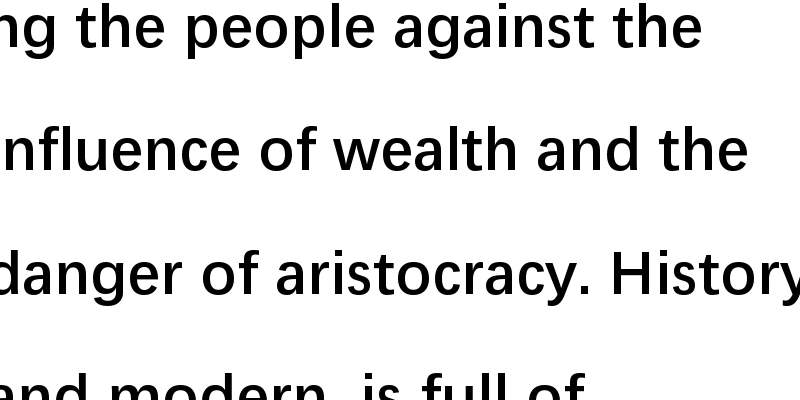 ng the people against the
nfluence of wealth and the
danger of aristocracy. History
and modern, is full of